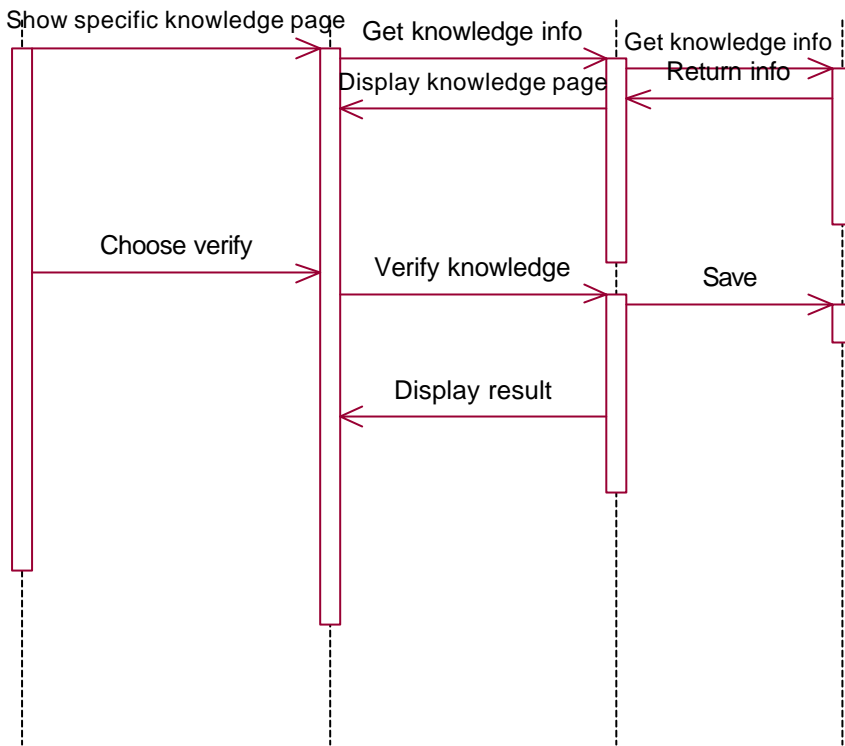 Show specific knowledge page
Get knowledge info
Get knowledge info
Return info
Display knowledge page
Choose verify
Verify knowledge
Save
Display result